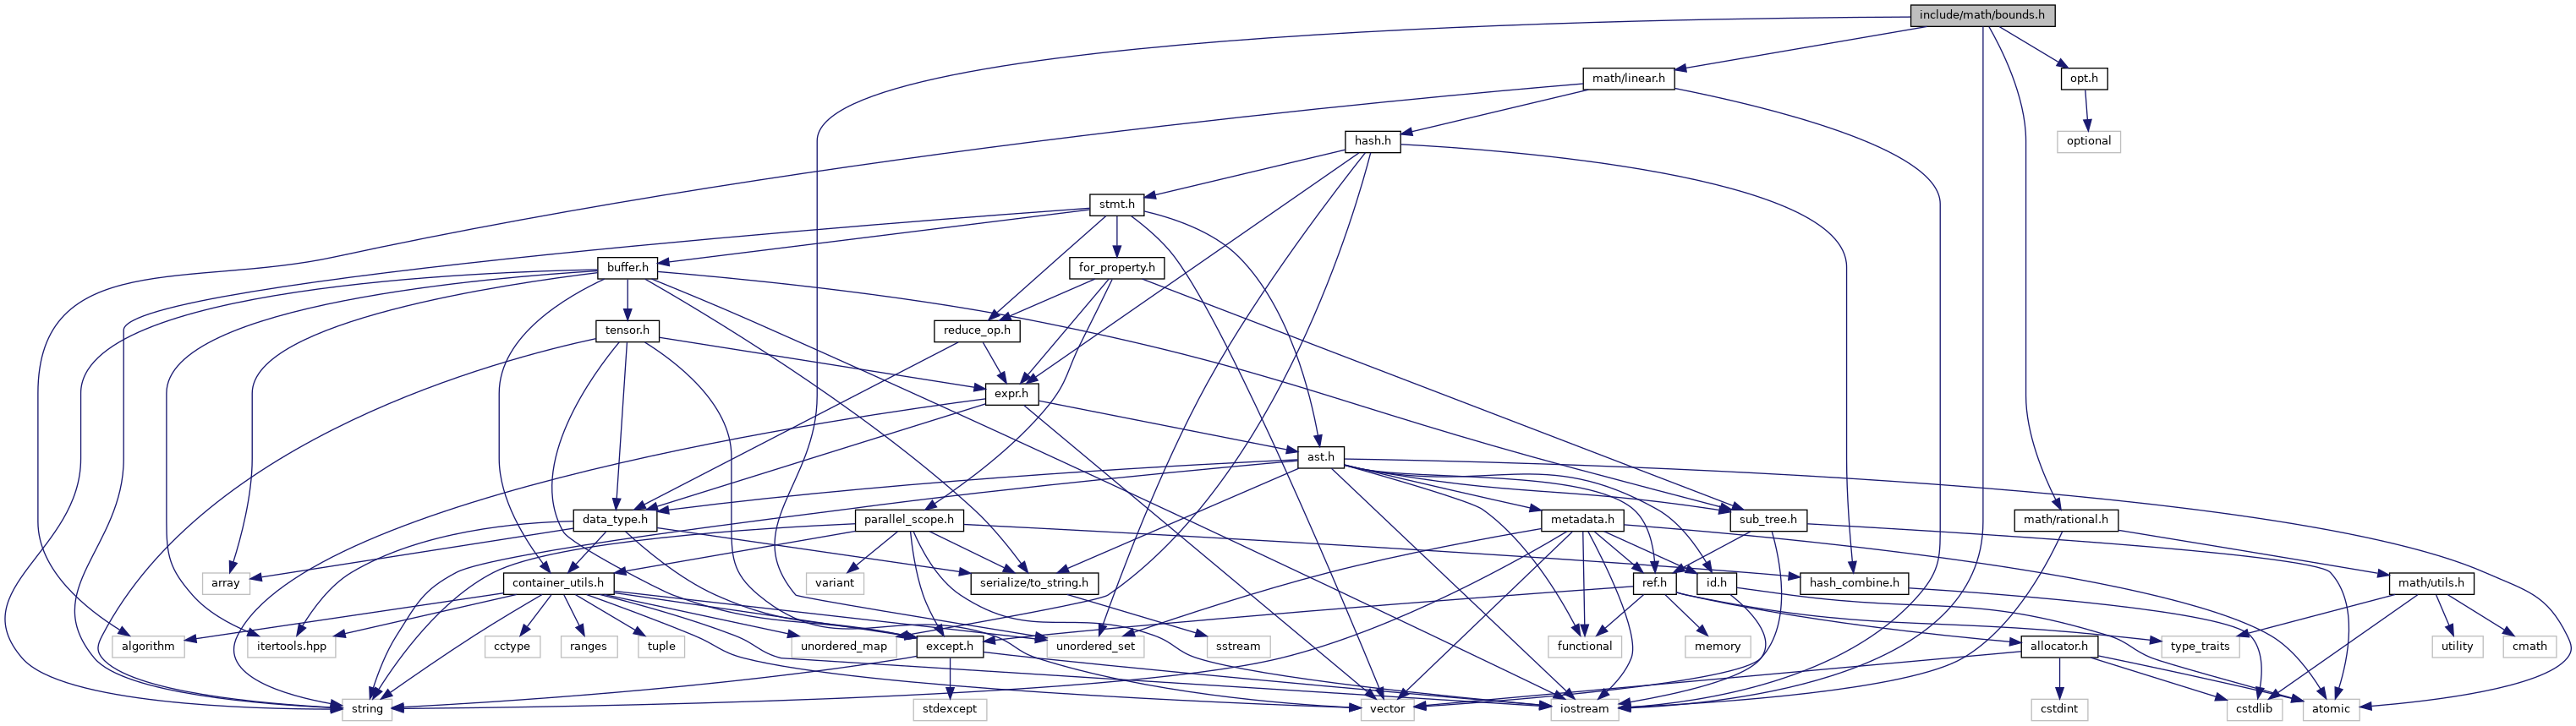 include/math/bounds.h
math/linear.h
opt.h
hash.h
optional
stmt.h
buffer.h
for_property.h
tensor.h
reduce_op.h
expr.h
ast.h
data_type.h
parallel_scope.h
metadata.h
sub_tree.h
math/rational.h
array
container_utils.h
variant
serialize/to_string.h
ref.h
id.h
hash_combine.h
math/utils.h
algorithm
itertools.hpp
cctype
ranges
tuple
unordered_map
except.h
unordered_set
sstream
functional
memory
allocator.h
type_traits
utility
cmath
string
stdexcept
vector
iostream
cstdint
cstdlib
atomic